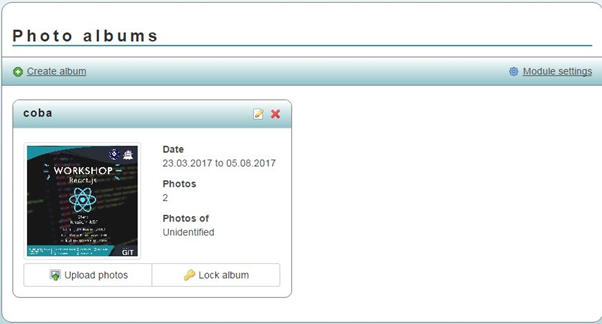 Photo albums
Create album
Module settings
coba
WORKSHOP
Reactjs
GIT
Date
23.03.2017 to 05.08.2017
Photos
2
Photos of
Unidentified
Upload photos
Lock album